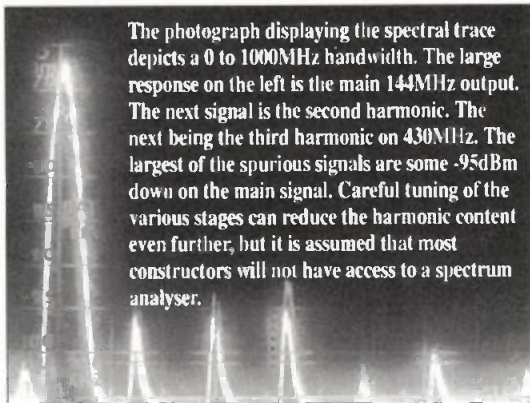 The photograph displaying the spectral trace
depicts a 0 to 1000MHz bandwidth. The large
response on the left is the main 144MHz output.
The next signal is the second harmonic. The
next being the third harmonic on 430MHz. The
largest of the spurious signals are some -95dBm
down on the main signal. Careful tuning of the
various stages can reduce the harmonic content
even further, but it is assumed that most
constructors will not have access to a spectrum
analyser.